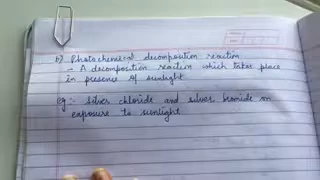 b) Photochemical decomposition reaction
- A decomposition reaction which takes place
in presence of sunlight
eg:- Silver chloride and silver bromide on
exposure to sunlight